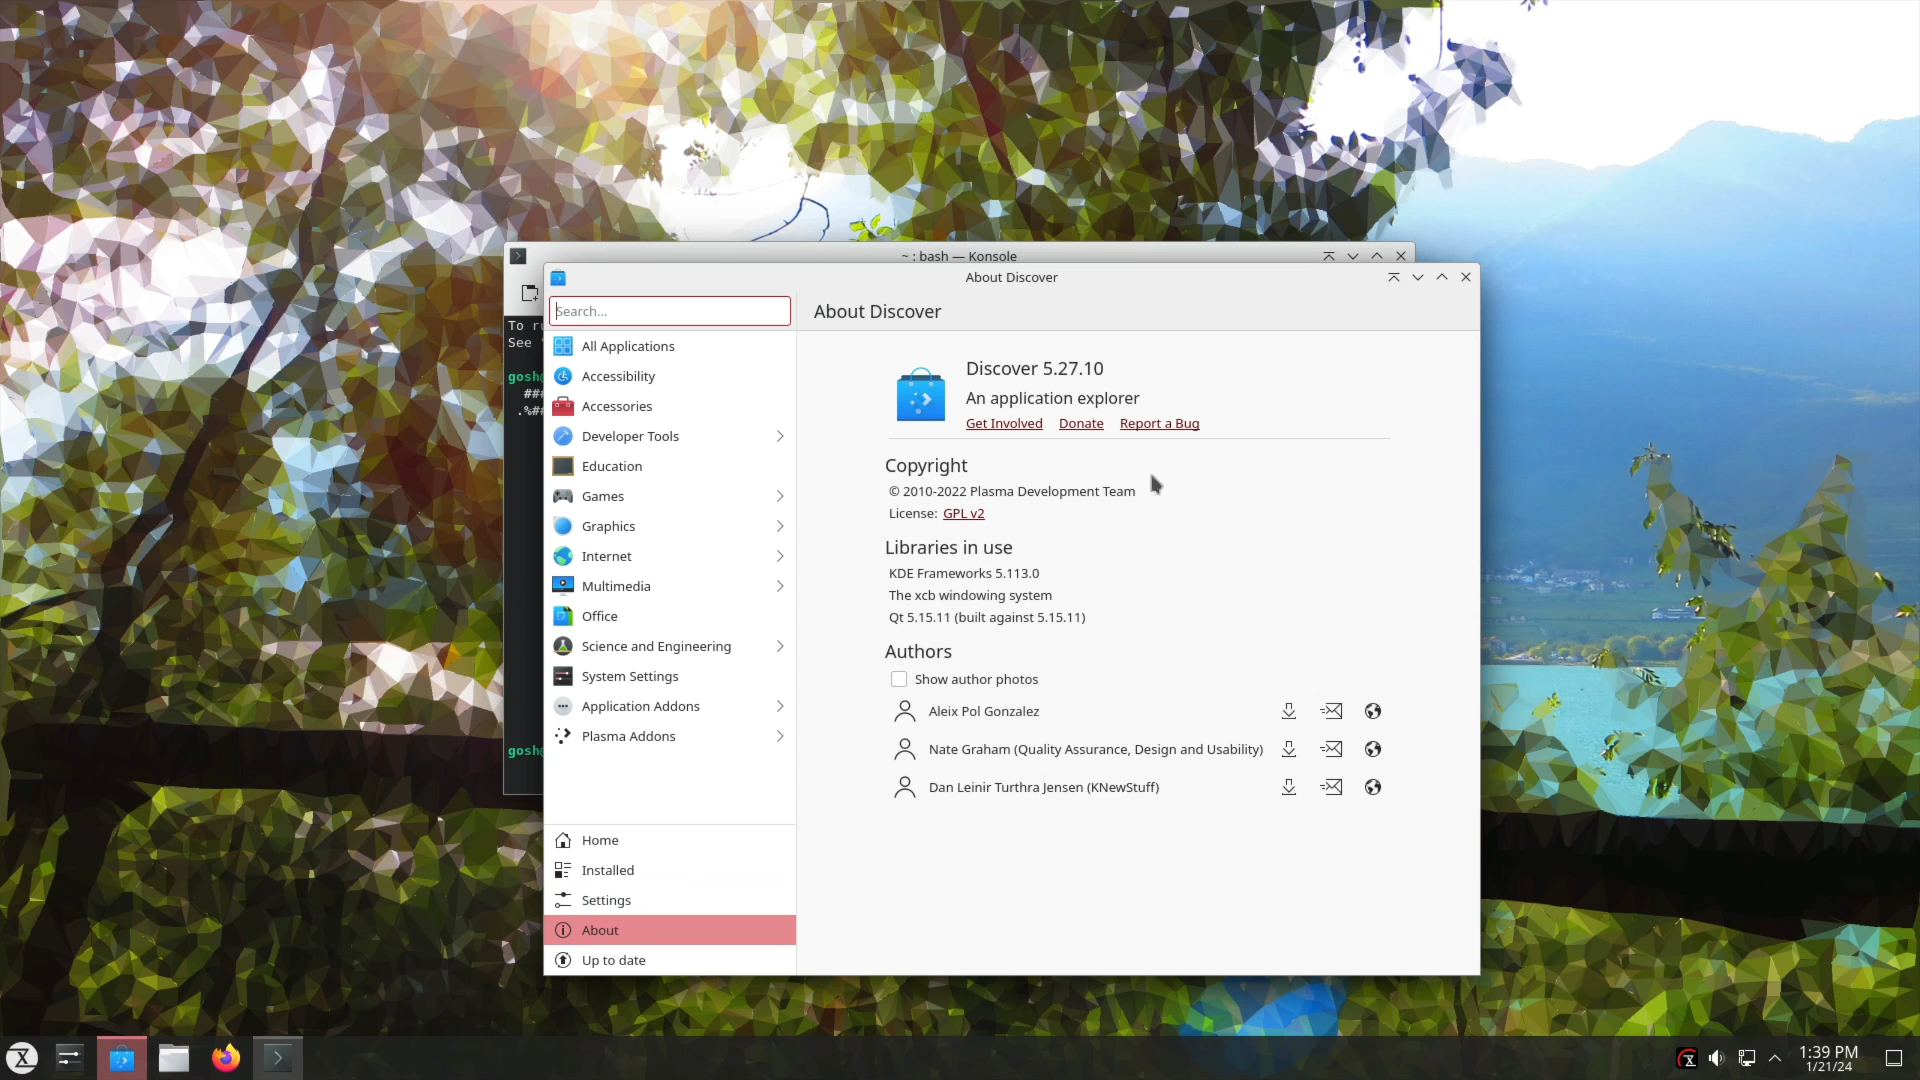 ~ : bash — Konsole
About Discover
Search...
About Discover
To r
See
gosh@
##
.%##
gosh@
All Applications
Accessibility
Accessories
Developer Tools
Education
Games
Graphics
Internet
Multimedia
Office
Science and Engineering
System Settings
Application Addons
Plasma Addons
Home
Installed
Settings
About
Up to date
Discover 5.27.10
An application explorer
Get Involved Donate Report a Bug
Copyright
© 2010-2022 Plasma Development Team
License: GPL v2
Libraries in use
KDE Frameworks 5.113.0
The xcb windowing system
Qt 5.15.11 (built against 5.15.11)
Authors
Show author photos
Aleix Pol Gonzalez
Nate Graham (Quality Assurance, Design and Usability)
Dan Leinir Turthra Jensen (KNewStuff)
1:39 PM
1/21/24